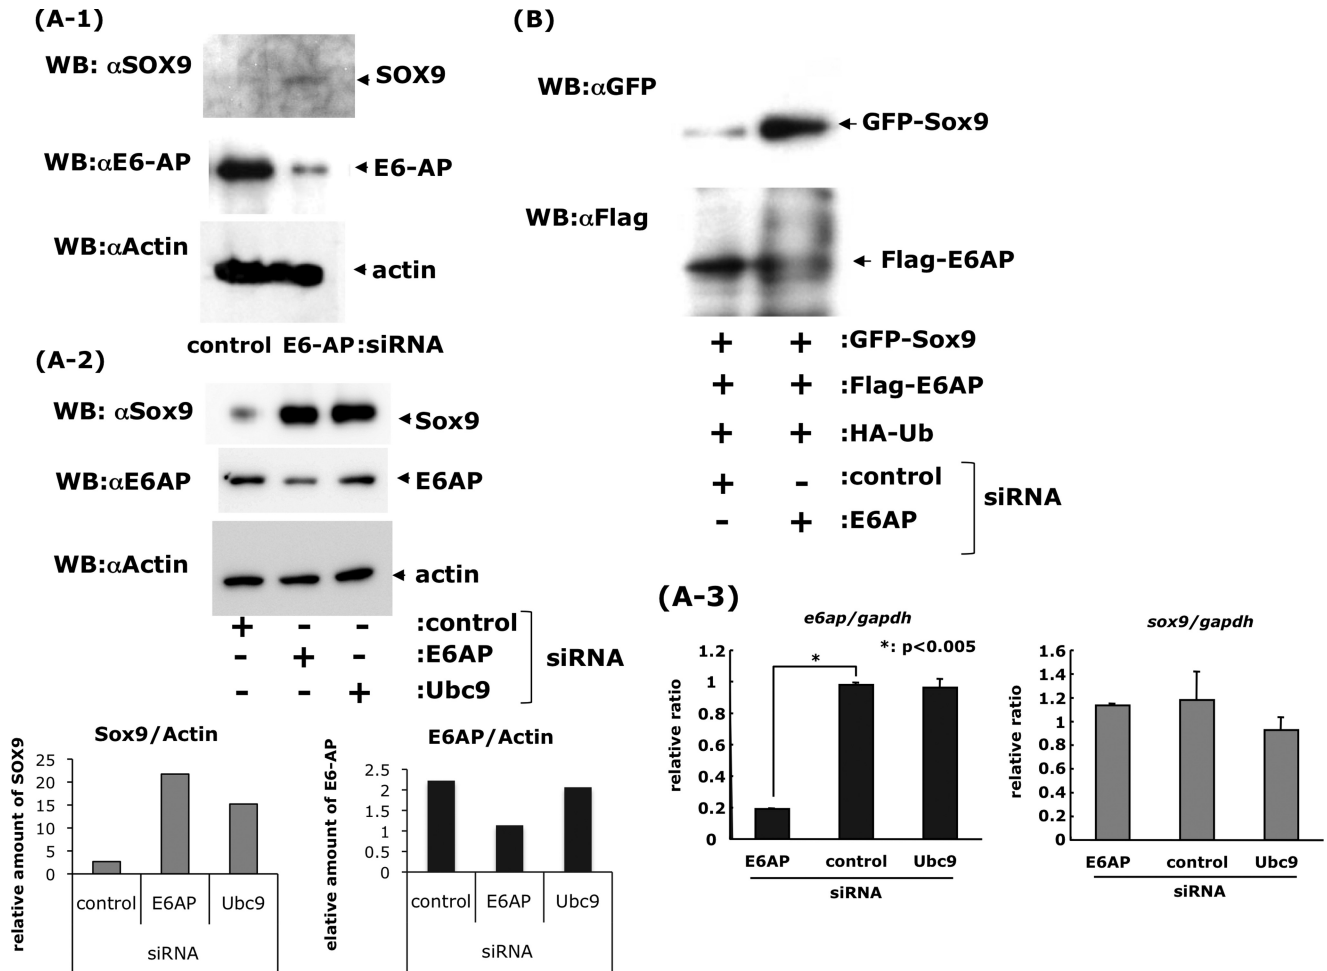 (A-1)
WB: αSOX9
SOX9
WB:αE6-AP
E6-AP
WB:αActin
actin
control E6-AP:siRNA
(A-2)
WB: αSox9
Sox9
WB:αE6AP
E6AP
WB:αActin
actin
+ - - :control
- + - :E6AP
- - + :Ubc9
siRNA
Sox9/Actin
relative amount of SOX9
25
20
15
10
5
0
control E6AP Ubc9
siRNA
E6AP/Actin
elative amount of E6-AP
2.5
2
1.5
1
0.5
0
control E6AP Ubc9
siRNA
(B)
WB:αGFP
GFP-Sox9
WB:αFlag
Flag-E6AP
+ + :GFP-Sox9
+ + :Flag-E6AP
+ + :HA-Ub
+ - :control
- + :E6AP
siRNA
(A-3)
e6ap/gapdh
*: p<0.005
*
relative ratio
1.2
1
0.8
0.6
0.4
0.2
0
E6AP control Ubc9
siRNA
sox9/gapdh
relative ratio
1.6
1.4
1.2
1
0.8
0.6
0.4
0.2
0
E6AP control Ubc9
siRNA